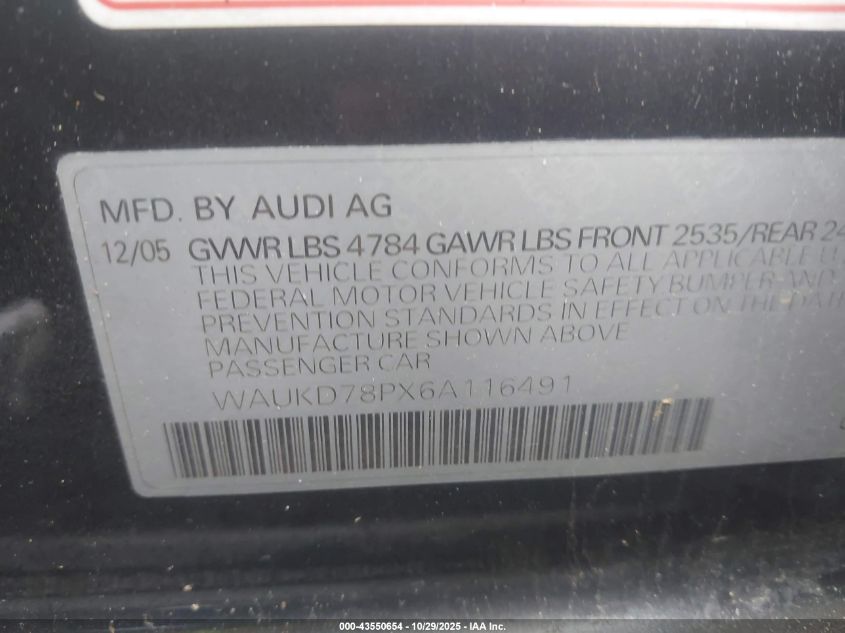 MFD. BY AUDI AG
12/05 GVWR LBS 4784 GAWR LBS FRONT 2535/REAR 24
THIS VEHICLE CONFORMS TO ALL APPLICABLE
FEDERAL MOTOR VEHICLE SAFETY BUMPER AND
PREVENTION STANDARDS IN EFFECT ON THE DATE
MANUFACTURE SHOWN ABOVE
PASSENGER CAR
WAUKD78PX6A116491
000-43550654 - 10/29/2025 - IAA Inc.